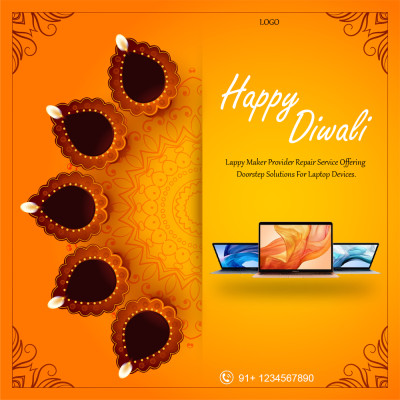 LOGO
Happy
Diwali
Lappy Maker Provider Repair Service Offering
Doorstep Solutions For Laptop Devices.
91+ 1234567890